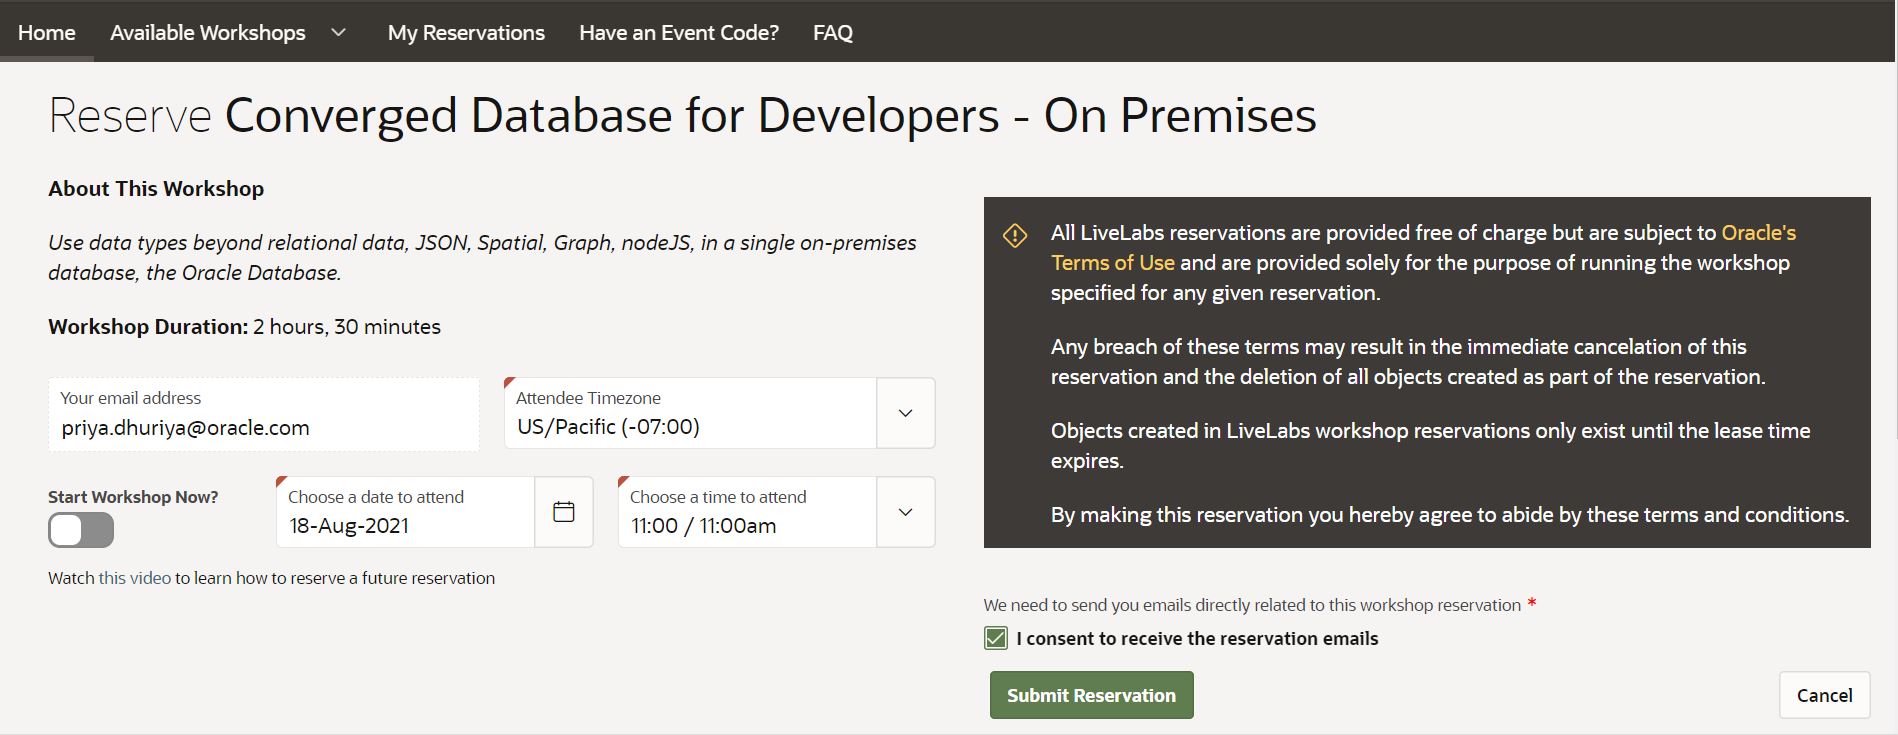 Home Available Workshops My Reservations Have an Event Code? FAQ
Reserve Converged Database for Developers - On Premises
About This Workshop
Use data types beyond relational data, JSON, Spatial, Graph, nodeJS, in a single on-premises
database, the Oracle Database.
Workshop Duration: 2 hours, 30 minutes
Your email address
priya.dhuriya@oracle.com
Attendee Timezone
US/Pacific (-07:00)
Start Workshop Now?
Choose a date to attend
18-Aug-2021
Choose a time to attend
11:00 / 11:00am
Watch this video to learn how to reserve a future reservation
All LiveLabs reservations are provided free of charge but are subject to Oracle's
Terms of Use and are provided solely for the purpose of running the workshop
specified for any given reservation.
Any breach of these terms may result in the immediate cancelation of this
reservation and the deletion of all objects created as part of the reservation.
Objects created in LiveLabs workshop reservations only exist until the lease time
expires.
By making this reservation you hereby agree to abide by these terms and conditions.
We need to send you emails directly related to this workshop reservation *
I consent to receive the reservation emails
Submit Reservation
Cancel